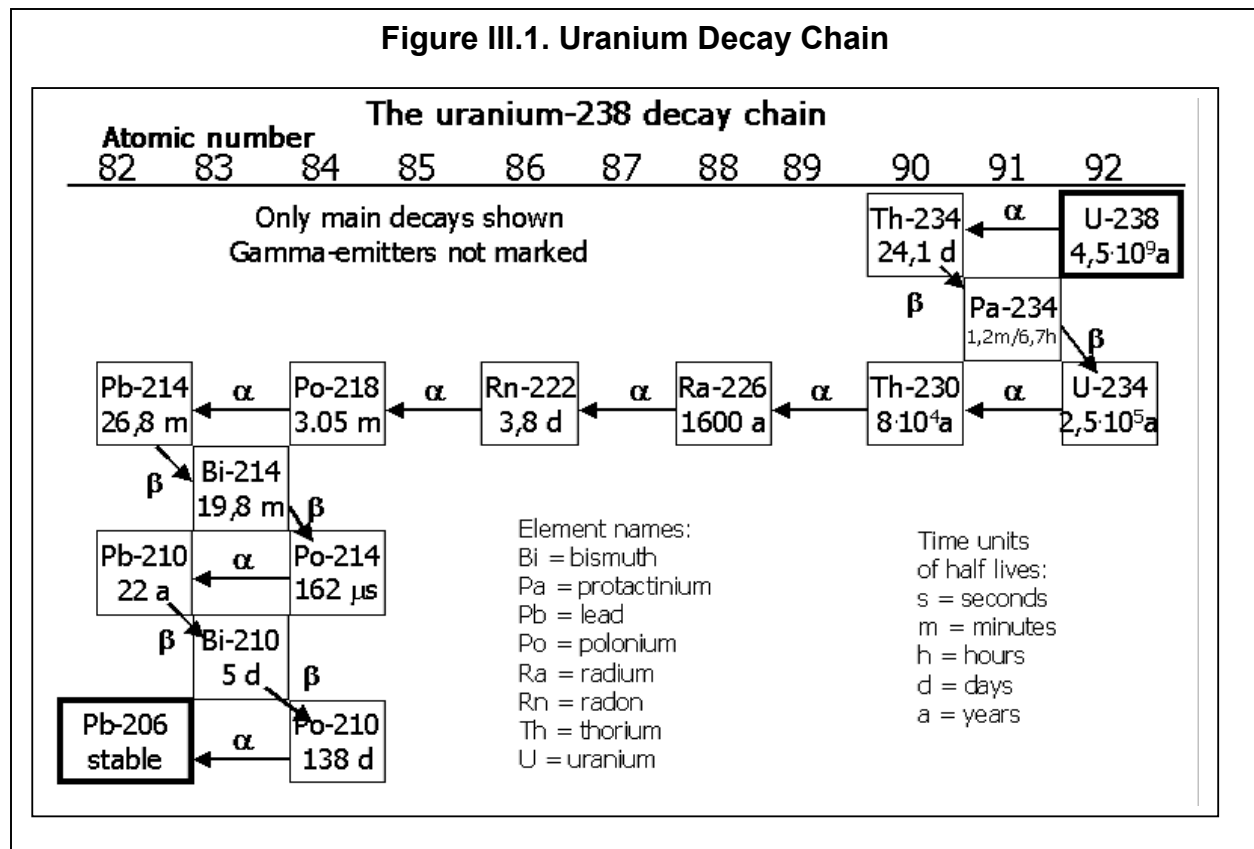 Figure III.1. Uranium Decay Chain
The uranium-238 decay chain
Atomic number
82 83 84 85 86 87 88 89 90 91 92
Only main decays shown
Gamma-emitters not marked
Th-234
24,1 d
α
U-238
4,5·10⁹a
β
Pa-234
1,2m/6,7h
β
Pb-214
26,8 m
α
Po-218
3.05 m
α
Rn-222
3,8 d
α
Ra-226
1600 a
α
Th-230
8·10⁴a
α
U-234
2,5·10⁵a
β
Bi-214
19,8 m
β
Pb-210
22 a
α
Po-214
162 µs
β
Bi-210
5 d
β
Pb-206
stable
α
Po-210
138 d
Element names:
Bi = bismuth
Pa = protactinium
Pb = lead
Po = polonium
Ra = radium
Rn = radon
Th = thorium
U = uranium
Time units
of half lives:
s = seconds
m = minutes
h = hours
d = days
a = years